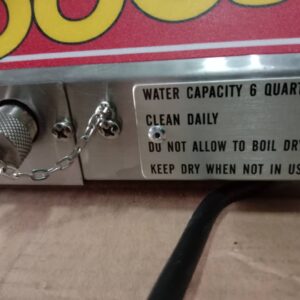 WATER CAPACITY 6 QUART
CLEAN DAILY
DO NOT ALLOW TO BOIL DR
KEEP DRY WHEN NOT IN US